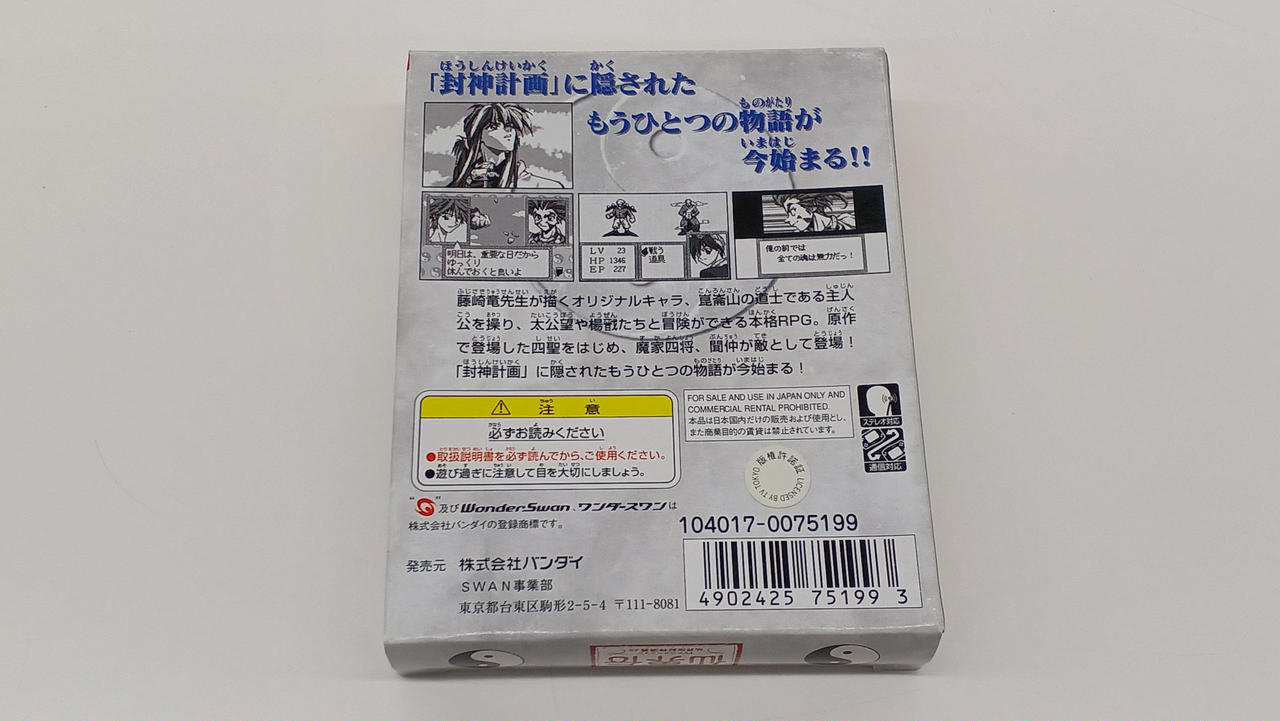 「封神計画」に隠された
もうひとつの物語が
今始まる!!
明日は、重要な日だから
ゆっくり
休んでおくと良いよ
LV 23
HP 1346
EP 227
戦う
道具
俺の前では
全ての魂は無力だっ!
藤崎竜先生が描くオリジナルキャラ、崑崙山の道士である主人
公を操り、太公望や楊戩たちと冒険ができる本格RPG。原作
で登場した四聖をはじめ、魔家四将、聞仲が敵として登場!
「封神計画」に隠されたもうひとつの物語が今始まる!
注意
必ずお読みください
●取扱説明書を必ず読んでから、ご使用ください。
●遊び過ぎに注意して目を大切にしましょう。
FOR SALE AND USE IN JAPAN ONLY AND
COMMERCIAL RENTAL PROHIBITED.
本品は日本国内だけの販売および使用とし、
また商業目的の賃貸は禁止されています。
ステレオ対応
通信対応
版権許諾証
LICENSED BY TV TOKYO
及びWonderSwan、ワンダースワンは
株式会社バンダイの登録商標です。
104017-0075199
発売元 株式会社バンダイ
SWAN事業部
東京都台東区駒形2-5-4 〒111-8081
4902425 75199 3